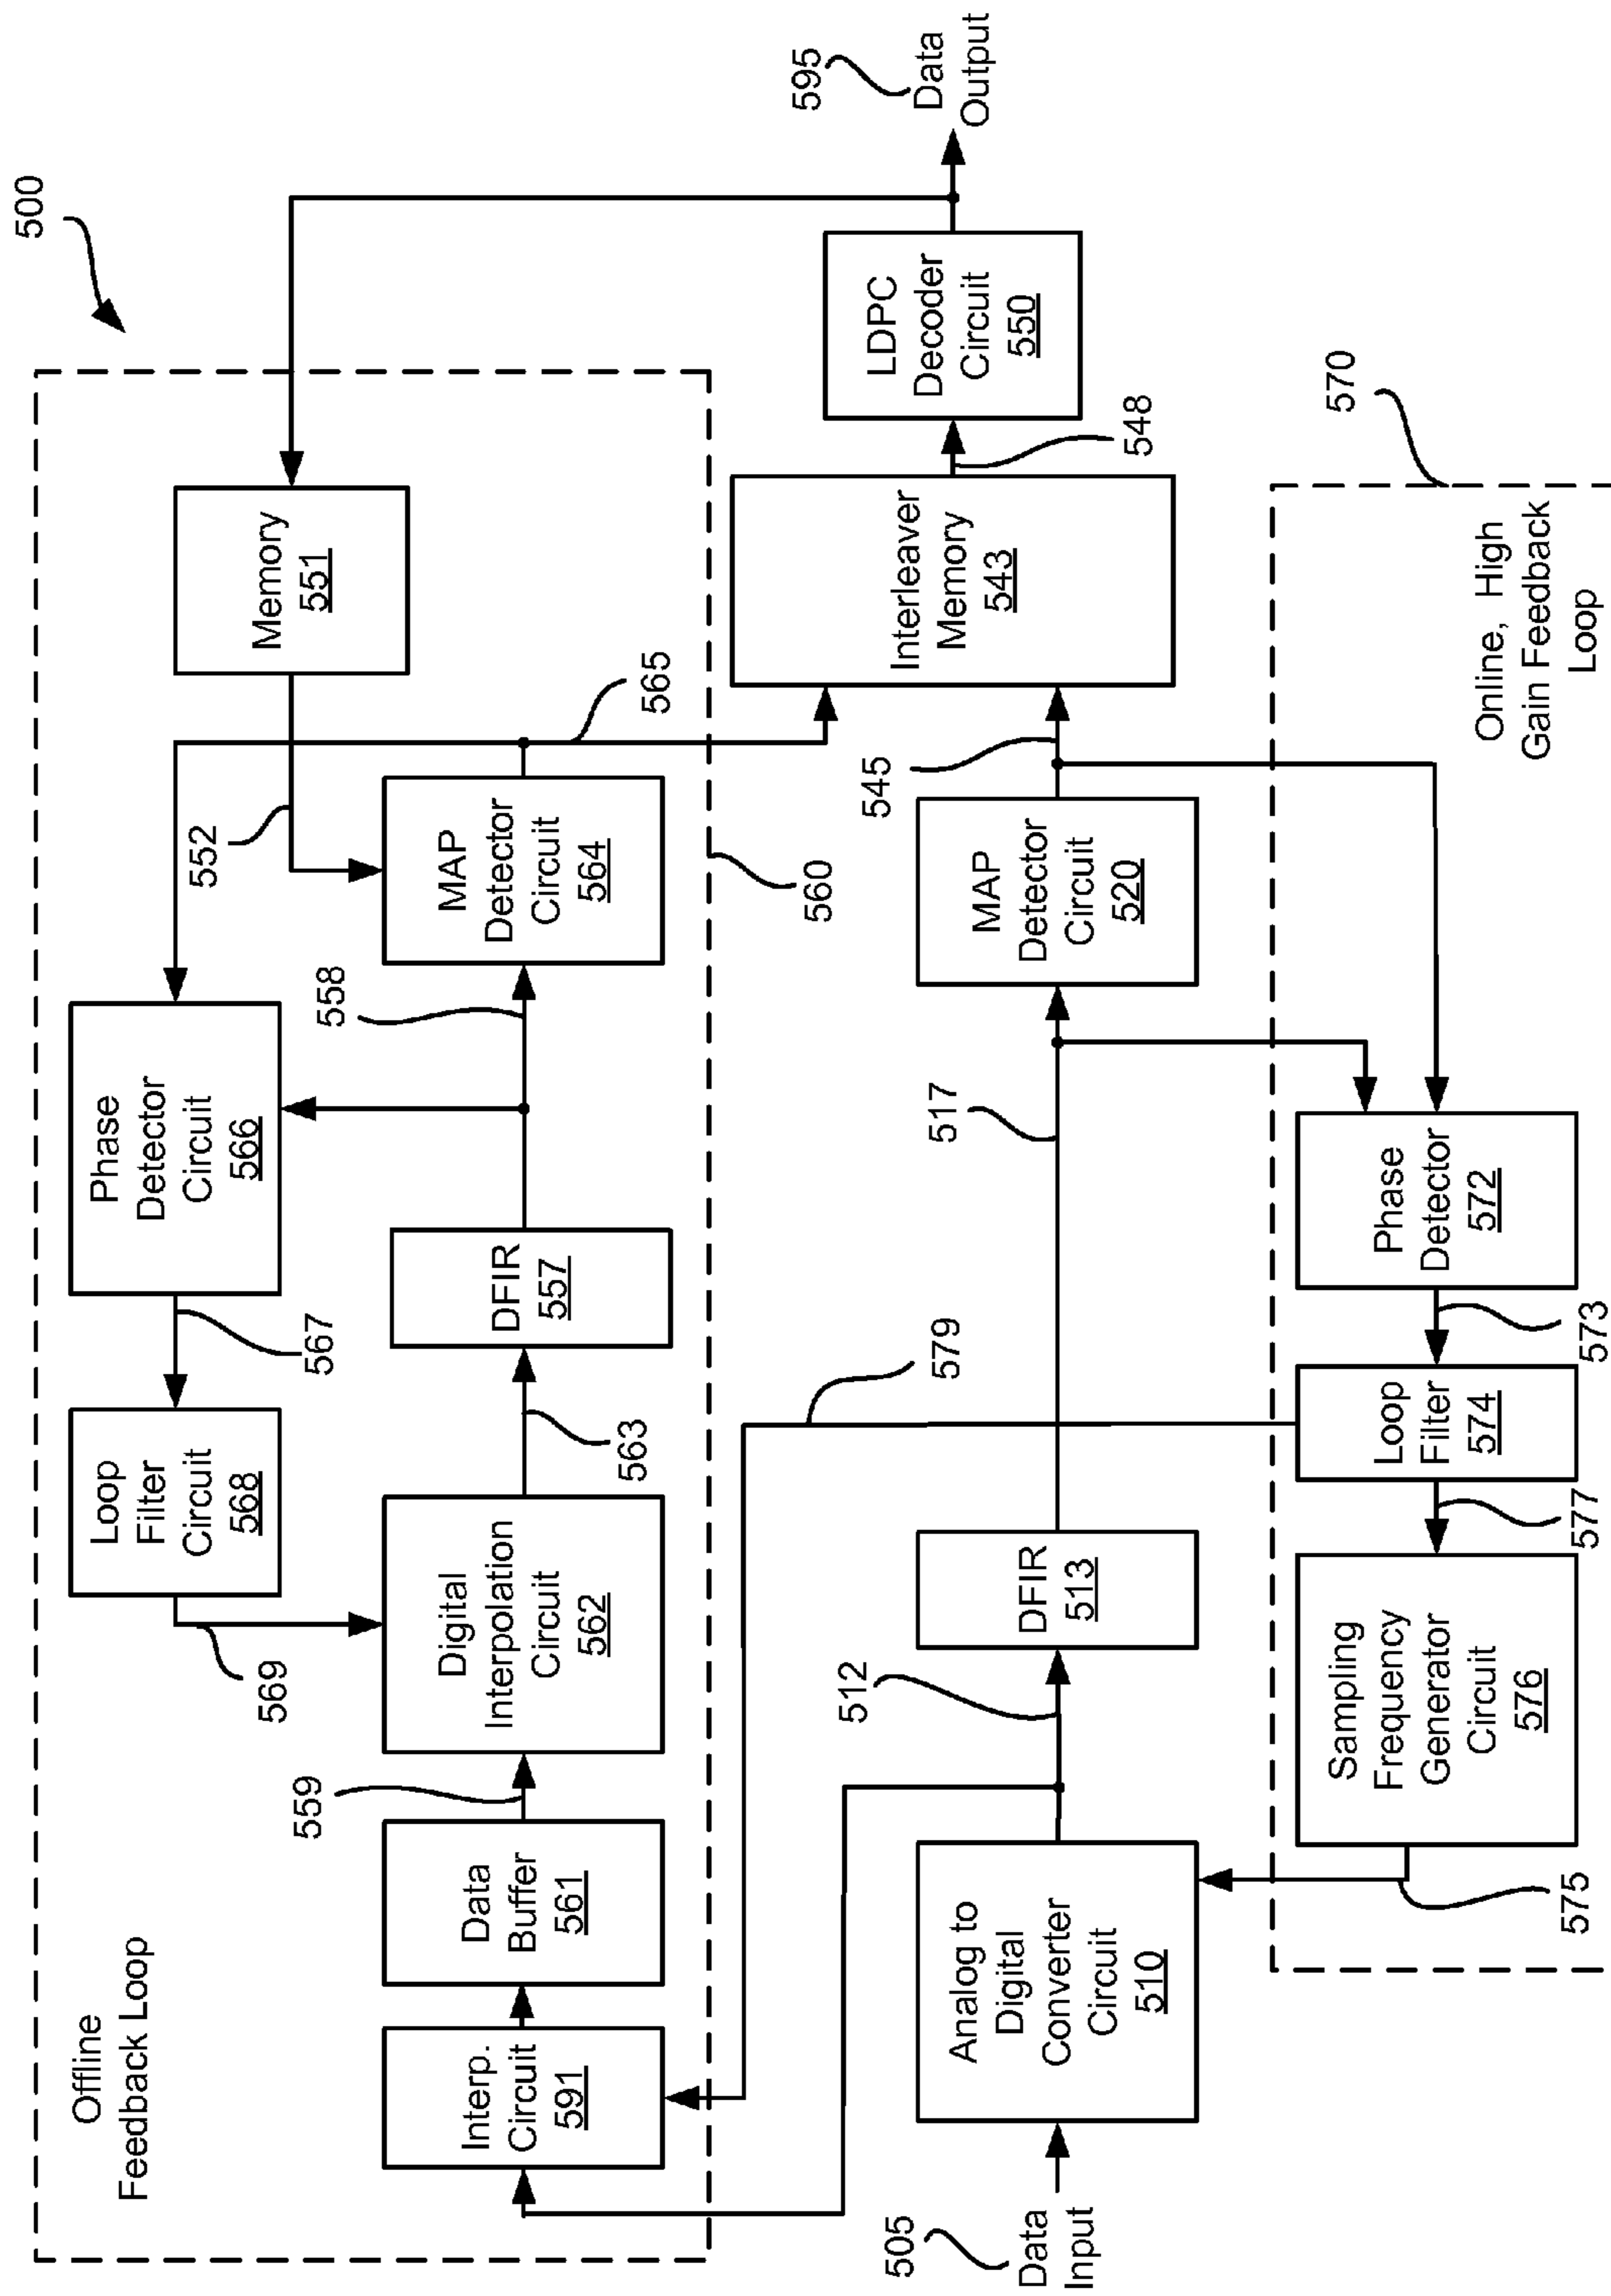 500
Offline
Feedback Loop
Loop
Filter
Circuit
568
567
Phase
Detector
Circuit
566
552
Memory
551
569
Interp.
Circuit
591
Data
Buffer
561
559
Digital
Interpolation
Circuit
562
563
DFIR
557
558
MAP
Detector
Circuit
564
565
560
595
Data
Output
505
Data
Input
Analog to
Digital
Converter
Circuit
510
512
DFIR
513
579
517
MAP
Detector
Circuit
520
545
Interleaver
Memory
543
548
LDPC
Decoder
Circuit
550
570
575
Sampling
Frequency
Generator
Circuit
576
577
Loop
Filter
574
573
Phase
Detector
572
Online, High
Gain Feedback
Loop